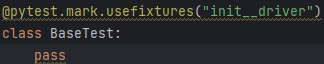 @pytest.mark.usefixtures("init__driver")
class BaseTest:
    pass